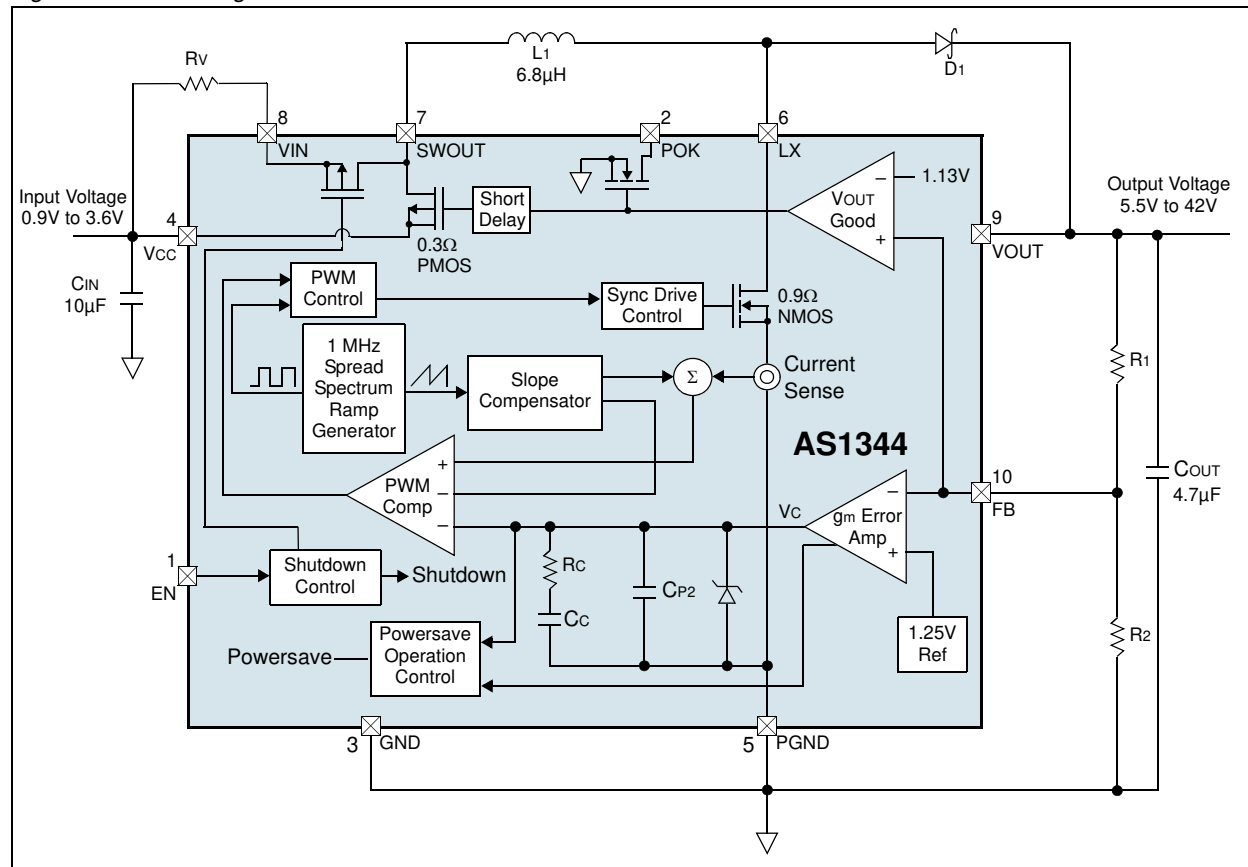 RV
L1
6.8µH
D1
8
VIN
7
SWOUT
2
POK
6
LX
Input Voltage
0.9V to 3.6V
4
VCC
Short
Delay
VOUT
Good
−
1.13V
+
Output Voltage
5.5V to 42V
9
VOUT
0.3Ω
PMOS
CIN
10µF
PWM
Control
Sync Drive
Control
0.9Ω
NMOS
1 MHz
Spread
Spectrum
Ramp
Generator
Slope
Compensator
Σ
Current
Sense
R1
AS1344
PWM
Comp
+
−
−
VC
gm Error
Amp
−
+
10
FB
COUT
4.7µF
1
EN
Shutdown
Control
Shutdown
RC
CC
CP2
1.25V
Ref
R2
Powersave
Powersave
Operation
Control
3
GND
5
PGND